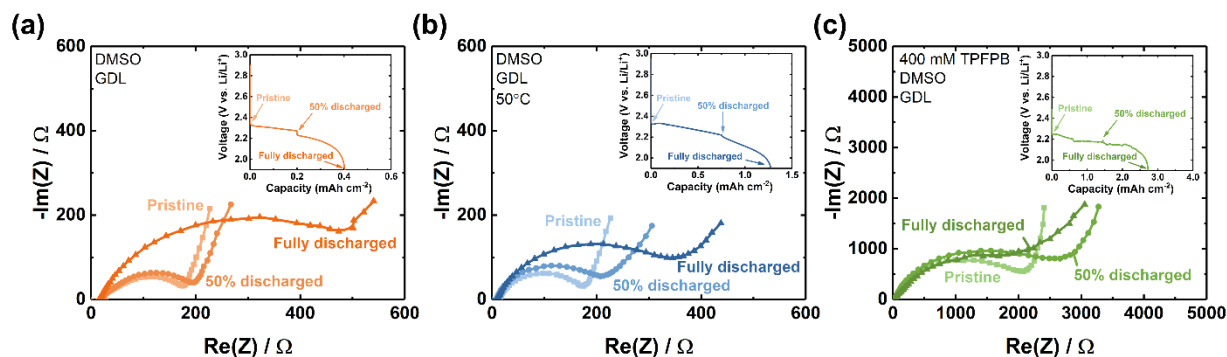 (a)
600
400
200
0
-Im(Z) / Ω
0 200 400 600
Re(Z) / Ω
DMSO
GDL
Pristine
50% discharged
Fully discharged
3.0
2.8
2.6
2.4
2.2
2.0
Voltage (V vs. Li/Li⁺)
0.0 0.2 0.4 0.6
Capacity (mAh cm⁻²)
Pristine
50% discharged
Fully discharged
(b)
600
400
200
0
-Im(Z) / Ω
0 200 400 600
Re(Z) / Ω
DMSO
GDL
50°C
Pristine
50% discharged
Fully discharged
3.0
2.8
2.6
2.4
2.2
2.0
Voltage (V vs. Li/Li⁺)
0.0 0.5 1.0 1.5
Capacity (mAh cm⁻²)
Pristine
50% discharged
Fully discharged
(c)
5000
4000
3000
2000
1000
0
-Im(Z) / Ω
0 1000 2000 3000 4000 5000
Re(Z) / Ω
400 mM TPFPB
DMSO
GDL
Fully discharged
Pristine
50% discharged
3.0
2.8
2.6
2.4
2.2
2.0
Voltage (V vs. Li/Li⁺)
0.0 1.0 2.0 3.0 4.0
Capacity (mAh cm⁻²)
Pristine
50% discharged
Fully discharged